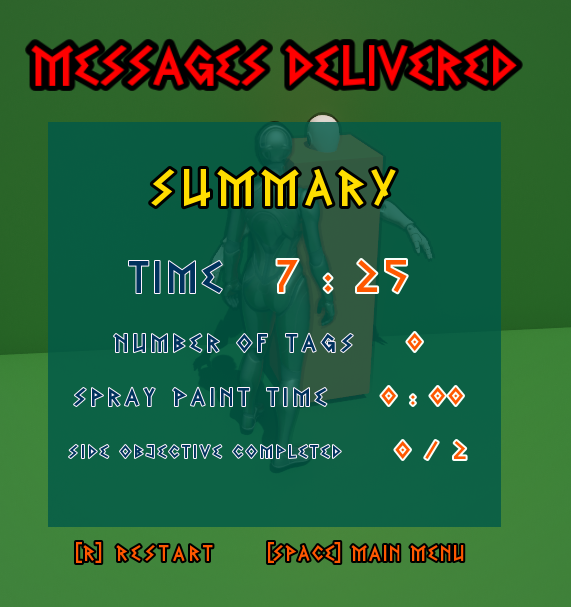 MESSAGES DELIVERED
SUMMARY
TIME 7 : 25
NUMBER OF TAGS 0
SPRAY PAINT TIME 0 : 00
SIDE OBJECTIVE COMPLETED 0 / 2
[R] RESTART [SPACE] MAIN MENU